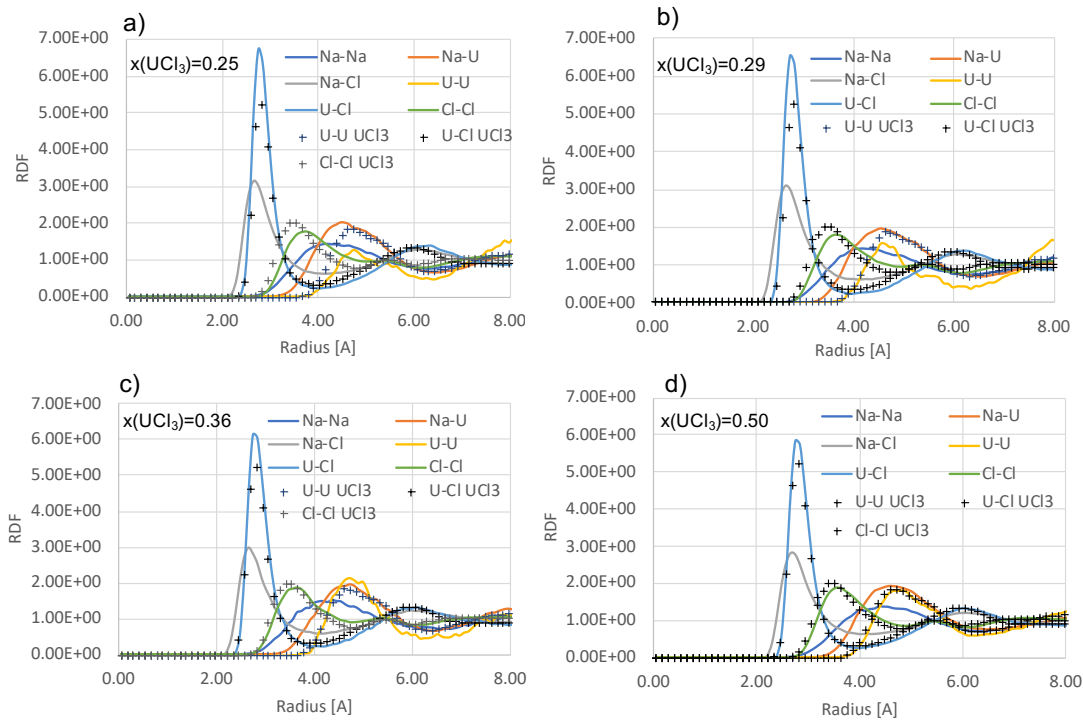 a)
x(UCl₃)=0.25
7.00E+00
6.00E+00
5.00E+00
4.00E+00
3.00E+00
2.00E+00
1.00E+00
0.00E+00
RDF
Na-Na
Na-U
Na-Cl
U-U
U-Cl
Cl-Cl
U-U UCl3
U-Cl UCl3
Cl-Cl UCl3
0.00 2.00 4.00 6.00 8.00
Radius [A]
b)
x(UCl₃)=0.29
7.00E+00
6.00E+00
5.00E+00
4.00E+00
3.00E+00
2.00E+00
1.00E+00
0.00E+00
RDF
Na-Na
Na-U
Na-Cl
U-U
U-Cl
Cl-Cl
U-U UCl3
U-Cl UCl3
0.00 2.00 4.00 6.00 8.00
Radius [A]
c)
x(UCl₃)=0.36
7.00E+00
6.00E+00
5.00E+00
4.00E+00
3.00E+00
2.00E+00
1.00E+00
0.00E+00
RDF
Na-Na
Na-U
Na-Cl
U-U
U-Cl
Cl-Cl
U-U UCl3
U-Cl UCl3
Cl-Cl UCl3
0.00 2.00 4.00 6.00 8.00
Radius [A]
d)
x(UCl₃)=0.50
7.00E+00
6.00E+00
5.00E+00
4.00E+00
3.00E+00
2.00E+00
1.00E+00
0.00E+00
RDF
Na-Na
Na-U
Na-Cl
U-U
U-Cl
Cl-Cl
U-U UCl3
U-Cl UCl3
Cl-Cl UCl3
0.00 2.00 4.00 6.00 8.00
Radius [A]